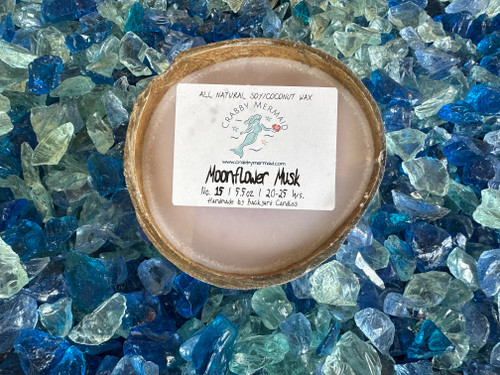 ALL NATURAL SOY/COCONUT WAX
CRABBY MERMAID
www.crabbymermaid.com
Moonflower Musk
No. 15 | 5.5oz | 20-25 hrs.
Handmade by Backyard Candles